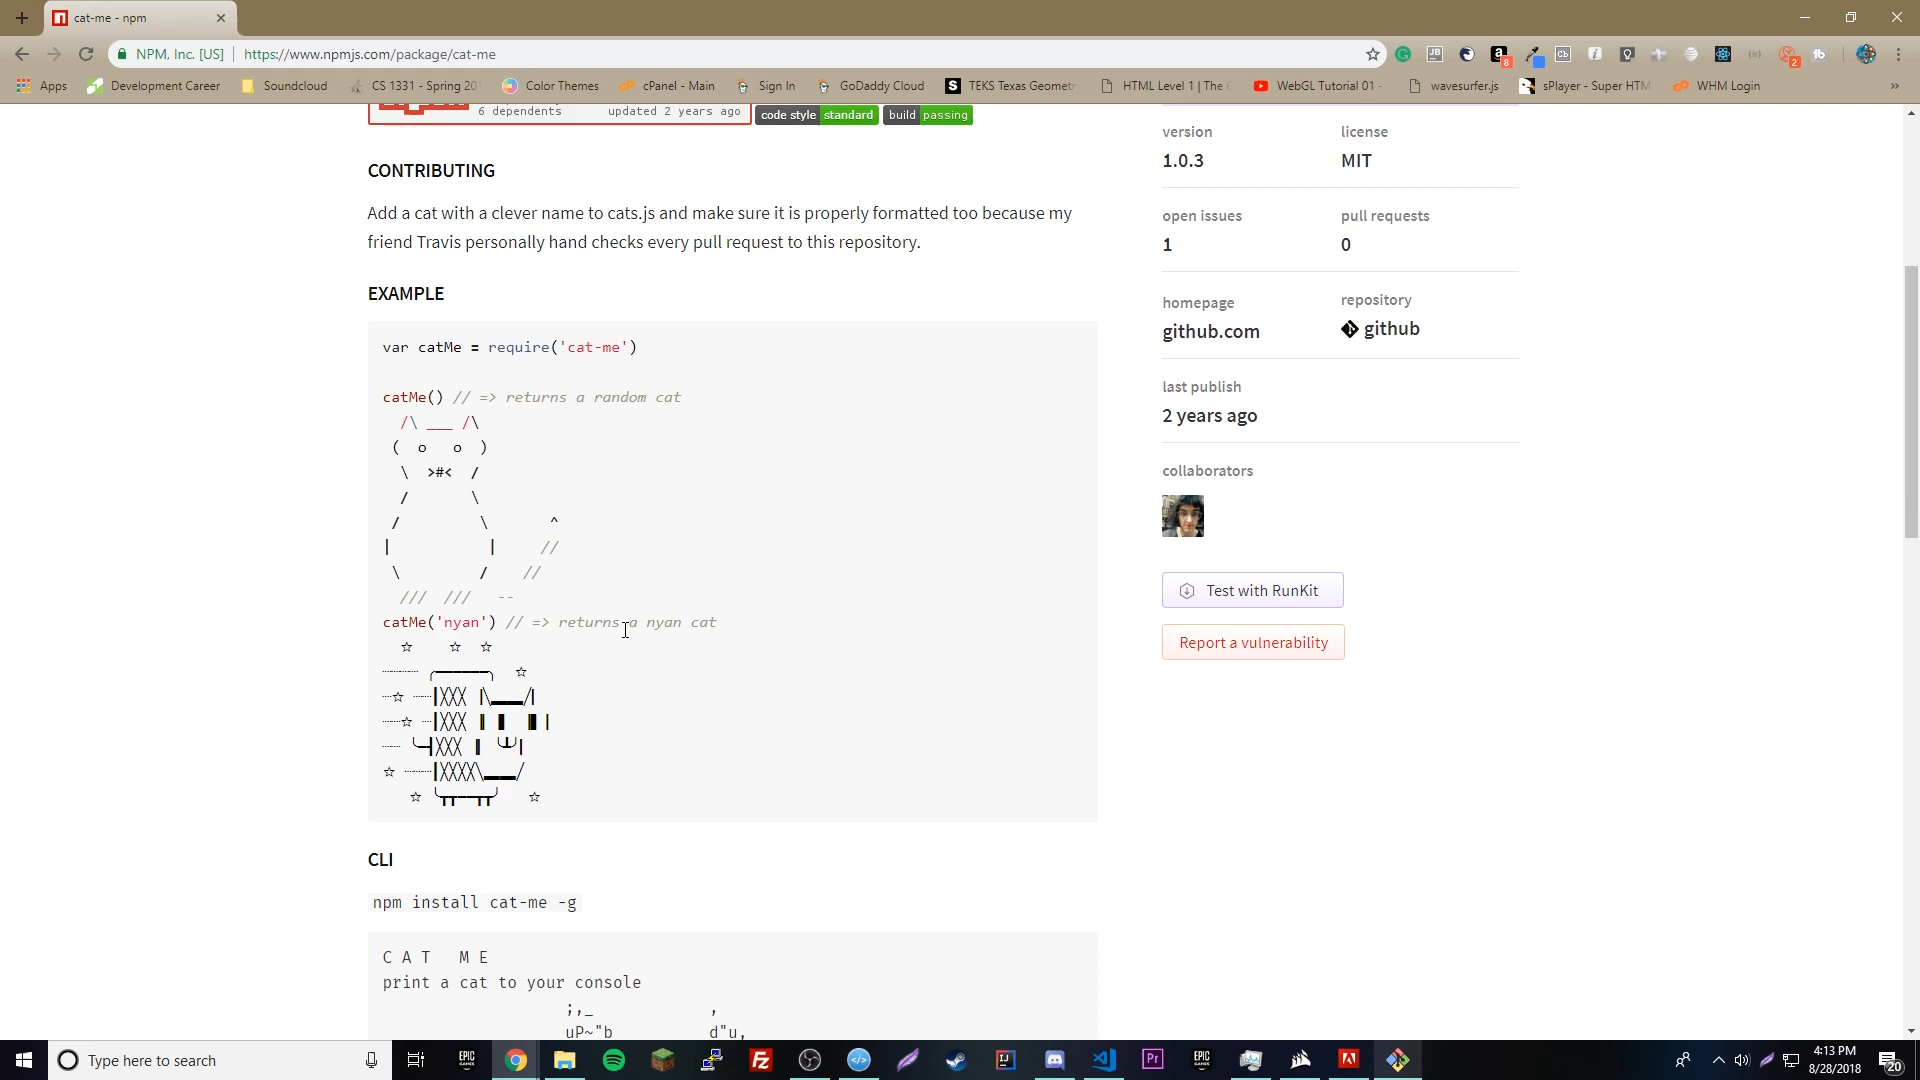 cat-me - npm
NPM, Inc. [US]
https://www.npmjs.com/package/cat-me
Apps
Development Career
Soundcloud
CS 1331 - Spring 20
Color Themes
cPanel - Main
Sign In
GoDaddy Cloud
TEKS Texas Geometr
HTML Level 1 | The C
WebGL Tutorial 01 -
wavesurfer.js
sPlayer - Super HTM
WHM Login
»
6 dependents
updated 2 years ago
code style standard
build passing
CONTRIBUTING
Add a cat with a clever name to cats.js and make sure it is properly formatted too because my
friend Travis personally hand checks every pull request to this repository.
EXAMPLE
var catMe = require('cat-me')
catMe() // => returns a random cat
/\ ___ /\
(  o   o  )
\  >#<  /
/       \
/         \       ^
|           |     //
\         /    //
///  ///   --
catMe('nyan') // => returns a nyan cat
CLI
npm install cat-me -g
C A T   M E
print a cat to your console
;,_             ,
uP~"b           d"u,
version
1.0.3
license
MIT
open issues
1
pull requests
0
homepage
github.com
repository
github
last publish
2 years ago
collaborators
Test with RunKit
Report a vulnerability
Type here to search
4:13 PM
8/28/2018
20